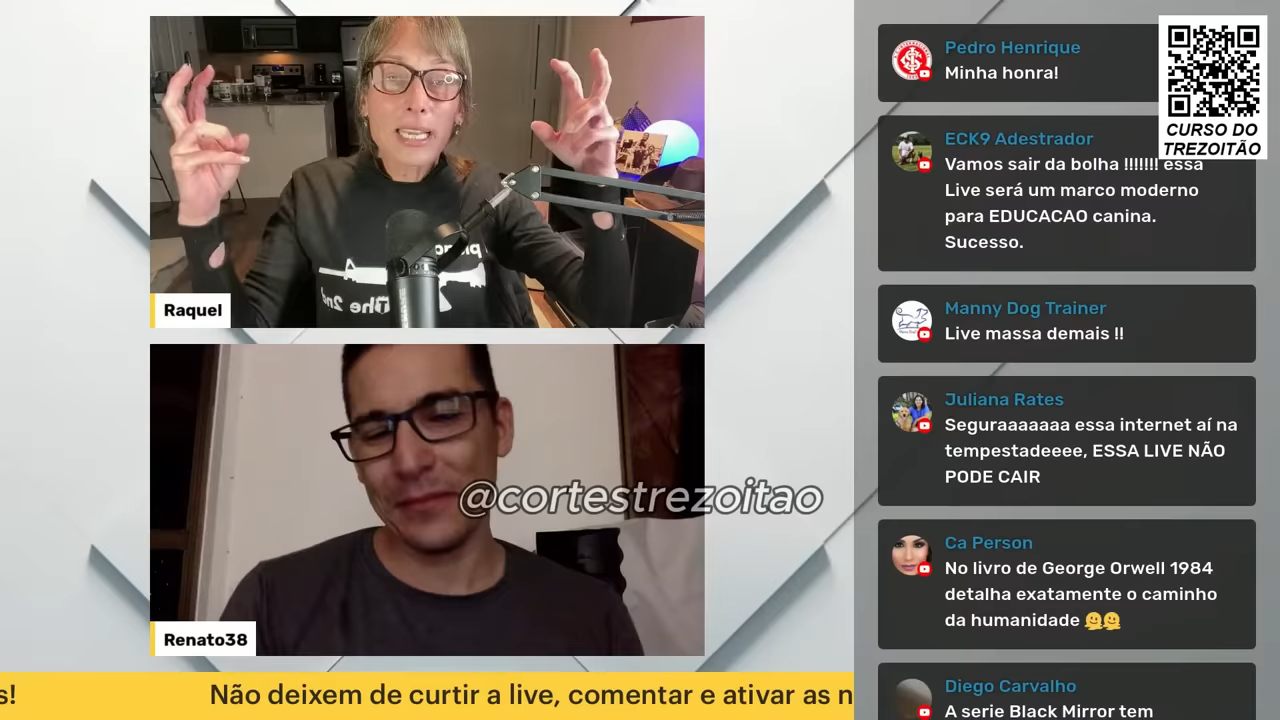 Raquel
Renato38
@cortestrezoitao
s!
Não deixem de curtir a live, comentar e ativar as n
CURSO DO
TREZOITÃO
Pedro Henrique
Minha honra!
ECK9 Adestrador
Vamos sair da bolha !!!!!!! essa
Live será um marco moderno
para EDUCACAO canina.
Sucesso.
Manny Dog Trainer
Live massa demais !!
Juliana Rates
Seguraaaaaaa essa internet aí na
tempestadeeee, ESSA LIVE NÃO
PODE CAIR
Ca Person
No livro de George Orwell 1984
detalha exatamente o caminho
da humanidade 🤗🤗
Diego Carvalho
A serie Black Mirror tem